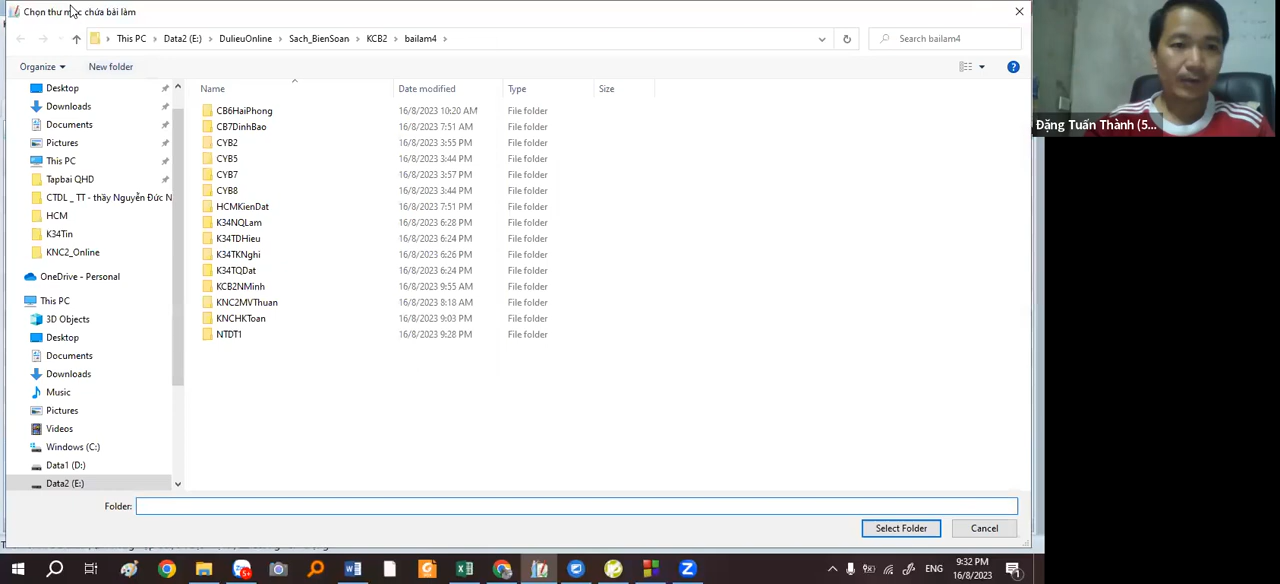 Chọn thư mục chứa bài làm
This PC › Data2 (E:) › DulieuOnline › Sach_BienSoan › KCB2 › bailam4 ›
Search bailam4
Organize
New folder
Desktop
Downloads
Documents
Pictures
This PC
Tapbai QHD
CTDL _ TT - thầy Nguyễn Đức N
HCM
K34Tin
KNC2_Online
OneDrive - Personal
This PC
3D Objects
Desktop
Documents
Downloads
Music
Pictures
Videos
Windows (C:)
Data1 (D:)
Data2 (E:)
Name Date modified Type Size
CB6HaiPhong 16/8/2023 10:20 AM File folder
CB7DinhBao 16/8/2023 7:51 AM File folder
CYB2 16/8/2023 3:55 PM File folder
CYB5 16/8/2023 3:44 PM File folder
CYB7 16/8/2023 3:57 PM File folder
CYB8 16/8/2023 3:44 PM File folder
HCMKienDat 16/8/2023 7:51 PM File folder
K34NQLam 16/8/2023 6:28 PM File folder
K34TDHieu 16/8/2023 6:24 PM File folder
K34TKNghi 16/8/2023 6:26 PM File folder
K34TQDat 16/8/2023 6:24 PM File folder
KCB2NMinh 16/8/2023 9:55 AM File folder
KNC2MVThuan 16/8/2023 8:18 AM File folder
KNCHKToan 16/8/2023 9:03 PM File folder
NTDT1 16/8/2023 9:28 PM File folder
Folder:
Select Folder
Cancel
Đặng Tuấn Thành (5...
ENG
9:32 PM
16/8/2023